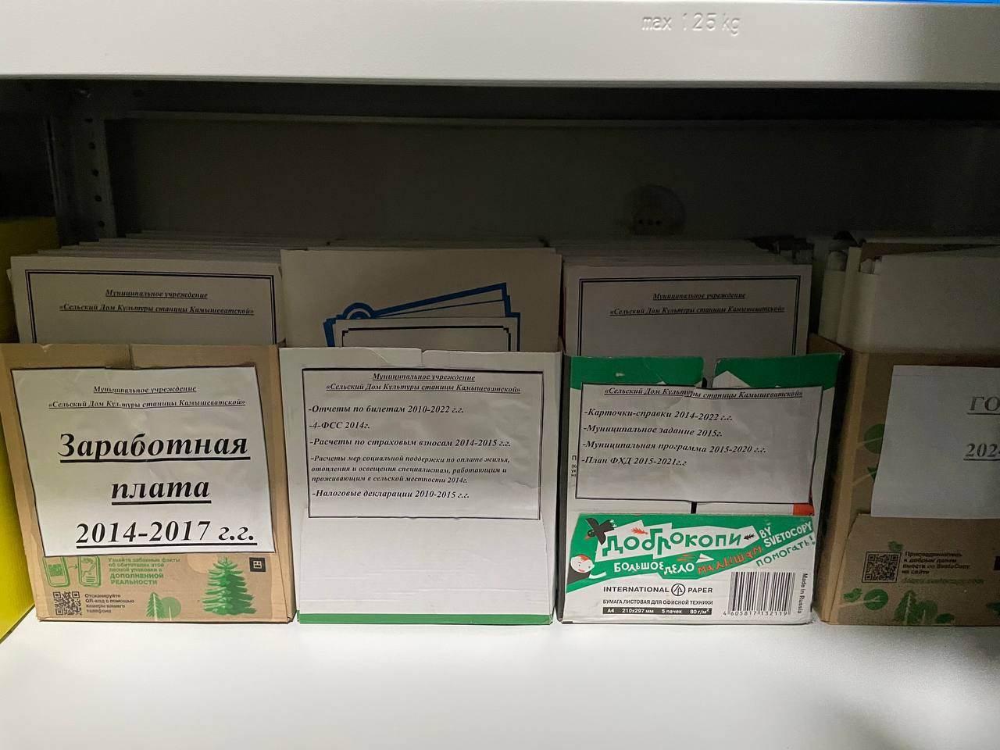 max 125 kg
Муниципальное учреждение
«Сельский Дом Культуры станицы Камышеватской»
Муниципальное учреждение
«Сельский Дом Культуры станицы Камышеватской»
Заработная
плата
2014-2017 г.г.
Узнайте забавные факты
об обитателях этой
лесной упаковки в
ДОПОЛНЕННОЙ
РЕАЛЬНОСТИ
Отсканируйте
QR-код с помощью
камеры вашего
телефона
Муниципальное учреждение
«Сельский Дом Культуры станицы Камышеватской»
-Отчеты по билетам 2010-2022 г.г.
-4-ФСС 2014г.
-Расчеты по страховым взносам 2014-2015 г.г.
-Расчеты мер социальной поддержки по оплате жилья,
отопления и освещения специалистам, работающим и
проживающим в сельской местности 2014г.
-Налоговые декларации 2010-2015 г.г.
Муниципальное учреждение
«Сельский Дом Культуры станицы Камышеватской»
«Сельский Дом Культуры станицы Камышеватской»
-Карточки-справки 2014-2022 г.г.
-Муниципальное задание 2015г.
-Муниципальная программа 2015-2020 г.г.
-План ФХД 2015-2021г.г
ДОБРОКОПИ
BY SVETOCOPY
БОЛЬШОЕ ДЕЛО МАЛЫШАМ ПОМОГАТЬ!
INTERNATIONAL PAPER
БУМАГА ЛИСТОВАЯ ДЛЯ ОФИСНОЙ ТЕХНИКИ
A4 210x297 мм 5 пачек 80 г/м²
4 605817 132119
Made in Russia
ГО
202
Присоединяйтесь
к добрым делам
вместе со SvetoCopy
на сайте